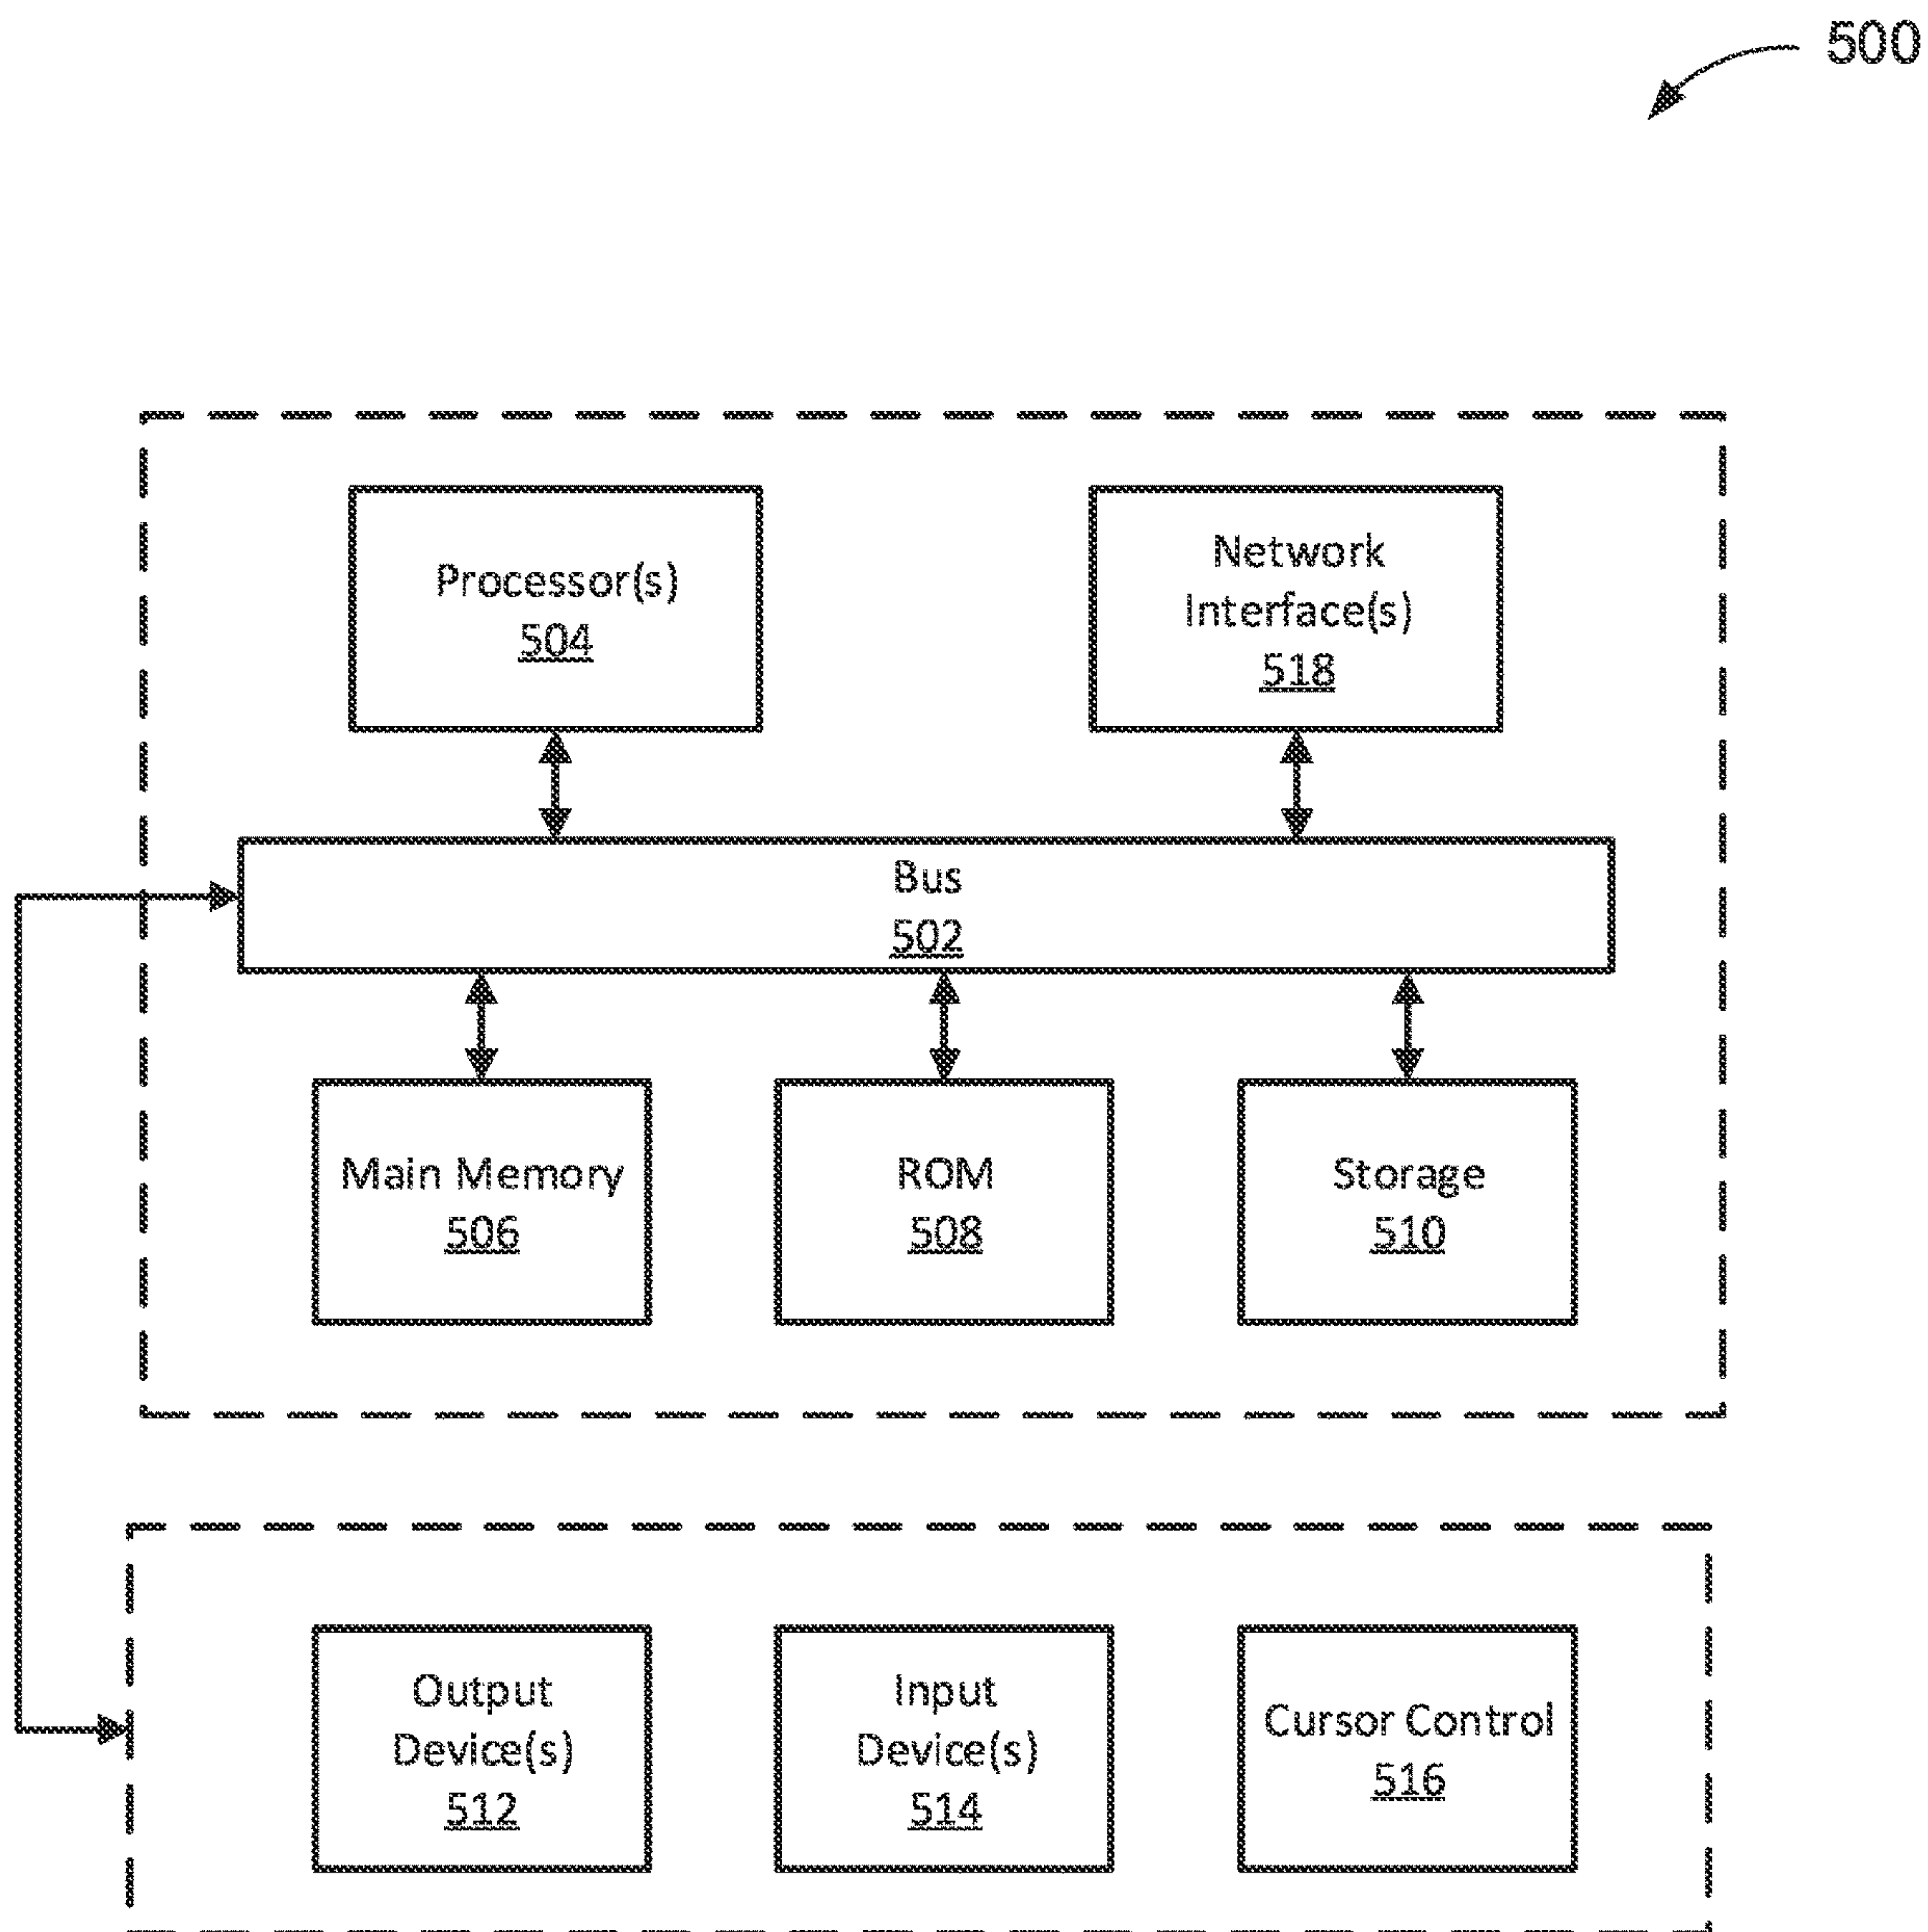 500
Processor(s)
504
Network
Interface(s)
518
Bus
502
Main Memory
506
ROM
508
Storage
510
Output
Device(s)
512
Input
Device(s)
514
Cursor Control
516